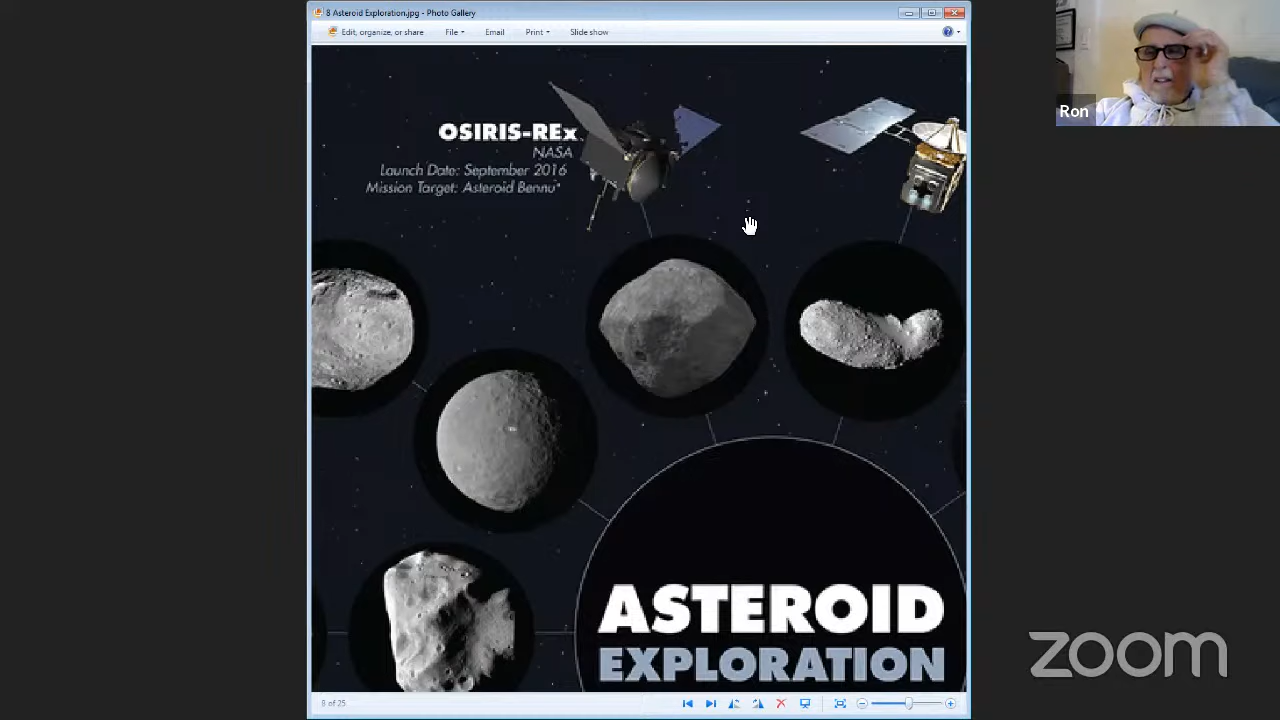 8 Asteroid Exploration.jpg - Photo Gallery
Edit, organize, or share File Email Print Slide show
Ron
OSIRIS-REx
NASA
Launch Date: September 2016
Mission Target: Asteroid Bennu*
ASTEROID
EXPLORATION
zoom
8 of 25